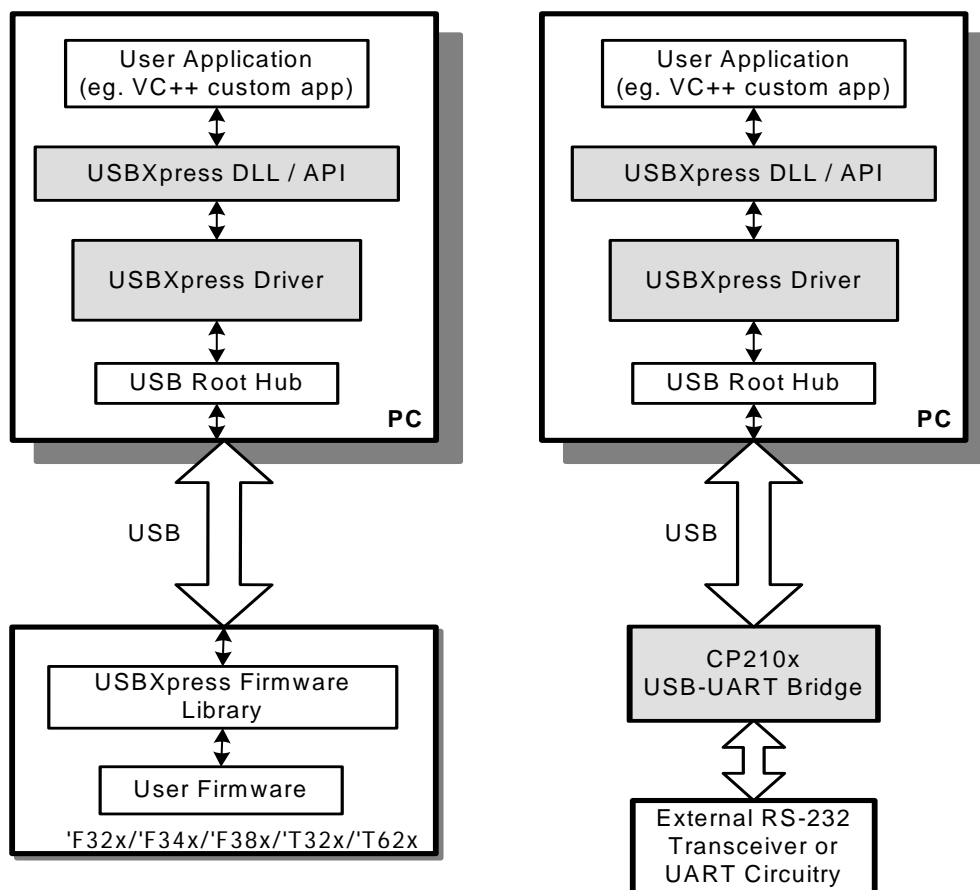 User Application
(eg. VC++ custom app)
USBXpress DLL / API
USBXpress Driver
USB Root Hub
PC
USB
USBXpress Firmware
Library
User Firmware
'F32x/'F34x/'F38x/'T32x/'T62x
User Application
(eg. VC++ custom app)
USBXpress DLL / API
USBXpress Driver
USB Root Hub
PC
USB
CP210x
USB-UART Bridge
External RS-232
Transceiver or
UART Circuitry